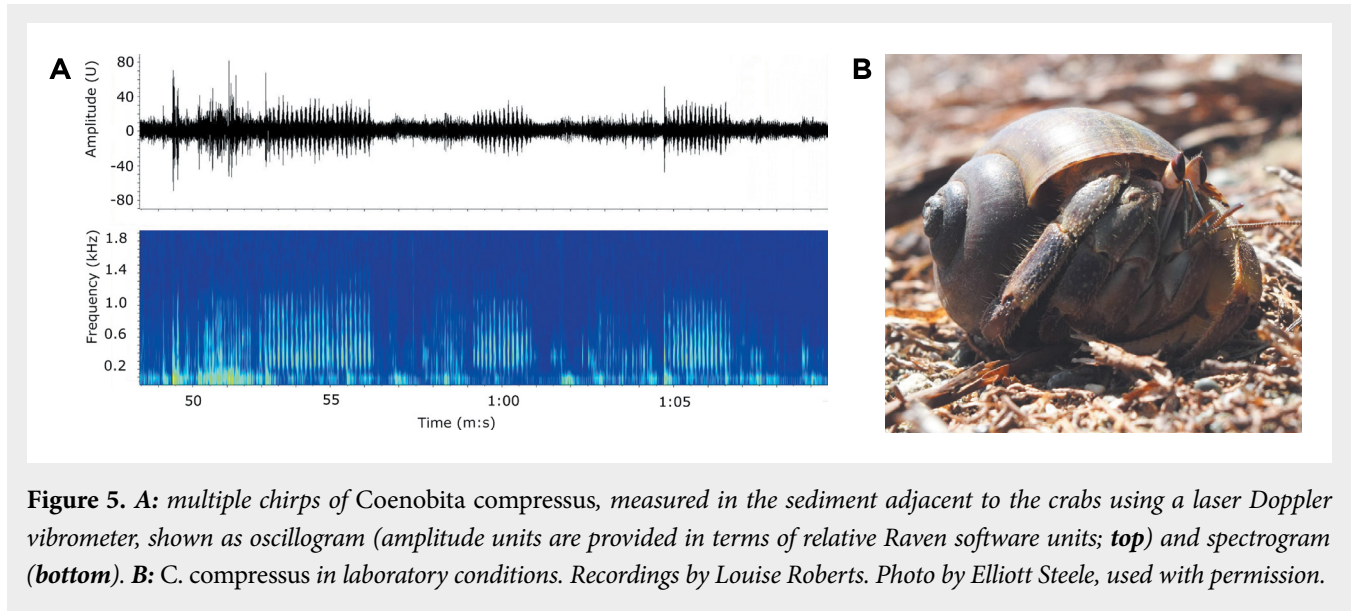 A
B
Amplitude (U)
80
40
0
-40
-80
Frequency (kHz)
1.8
1.4
1.0
0.6
0.2
50 55 1:00 1:05
Time (m:s)
Figure 5. A: multiple chirps of Coenobita compressus, measured in the sediment adjacent to the crabs using a laser Doppler
vibrometer, shown as oscillogram (amplitude units are provided in terms of relative Raven software units; top) and spectrogram
(bottom). B: C. compressus in laboratory conditions. Recordings by Louise Roberts. Photo by Elliott Steele, used with permission.